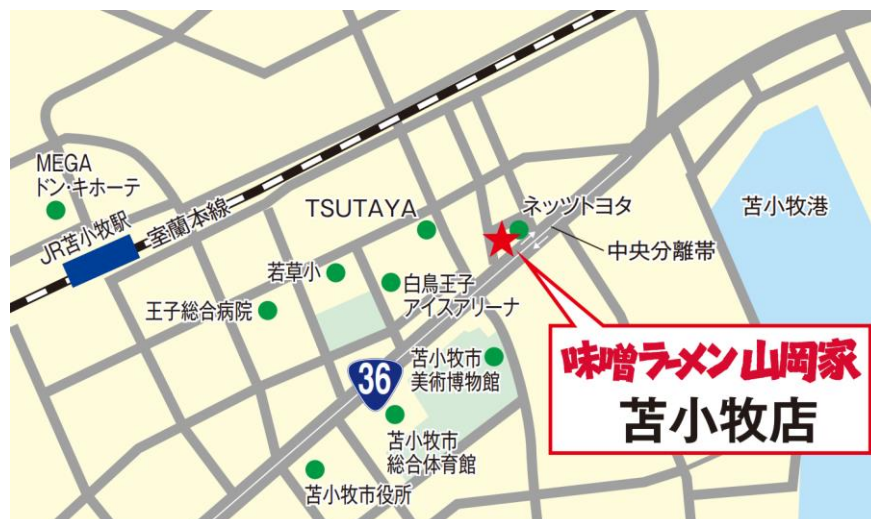 MEGA
ドン・キホーテ
JR苫小牧駅
室蘭本線
TSUTAYA
ネッツトヨタ
苫小牧港
中央分離帯
若草小
白鳥王子
アイスアリーナ
王子総合病院
36
苫小牧市
美術博物館
味噌ラーメン山岡家
苫小牧店
苫小牧市
総合体育館
苫小牧市役所